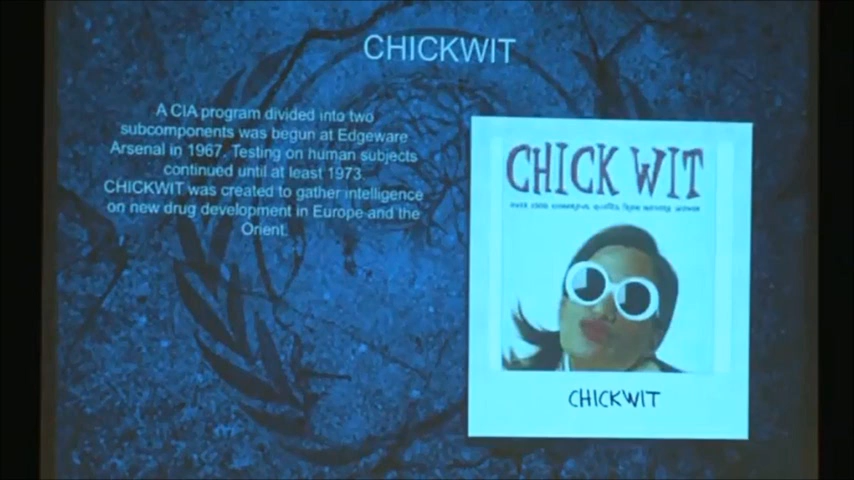 CHICKWIT
A CIA program divided into two
subcomponents was begun at Edgeware
Arsenal in 1967. Testing on human subjects
continued until at least 1973.
CHICKWIT was created to gather intelligence
on new drug development in Europe and the
Orient.
CHICK WIT
CHICKWIT